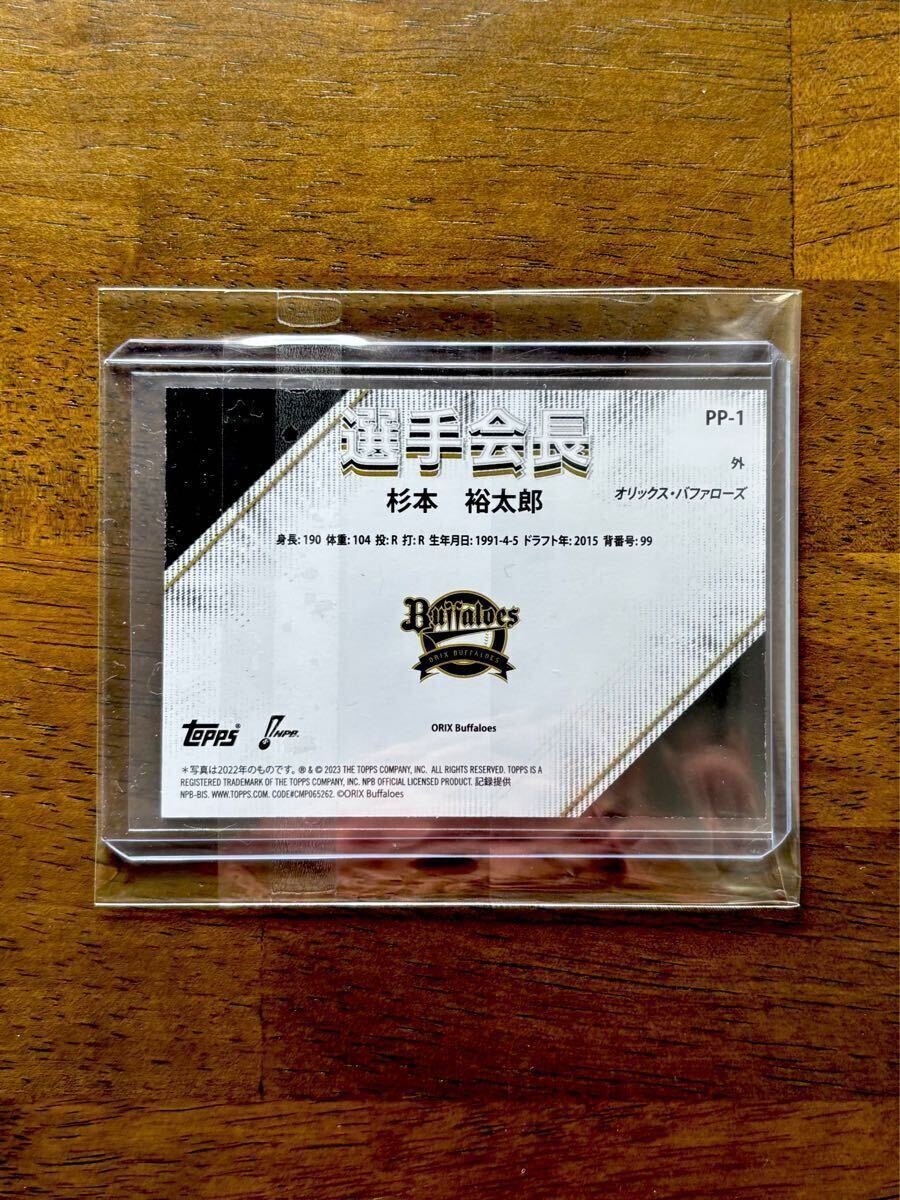 選手会長
PP-1
杉本　裕太郎
外
オリックス・バファローズ
身長: 190 体重: 104 投: R 打: R 生年月日: 1991-4-5 ドラフト年: 2015 背番号: 99
Buffaloes
ORIX BUFFALOES
ORIX Buffaloes
topps® NPB.
＊写真は2022年のものです。 ® & © 2023 THE TOPPS COMPANY, INC. ALL RIGHTS RESERVED. TOPPS IS A
REGISTERED TRADEMARK OF THE TOPPS COMPANY, INC. NPB OFFICIAL LICENSED PRODUCT. 記録提供
NPB-BIS. WWW.TOPPS.COM. CODE#CMP065262. ©ORIX Buffaloes